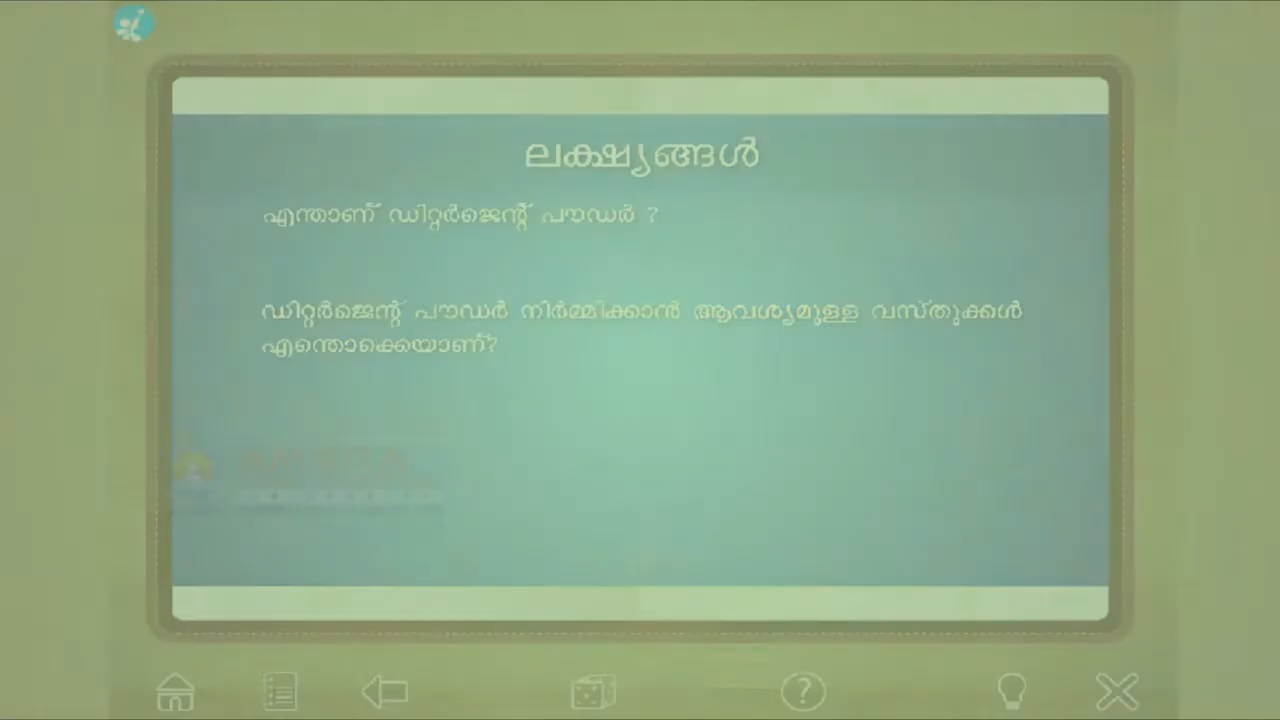 ലക്ഷ്യങ്ങൾ
എന്താണ് ഡിറ്റർജെന്റ് പൗഡർ ?
ഡിറ്റർജെന്റ് പൗഡർ നിർമ്മിക്കാൻ ആവശ്യമുള്ള വസ്തുക്കൾ
എന്തൊക്കെയാണ്?